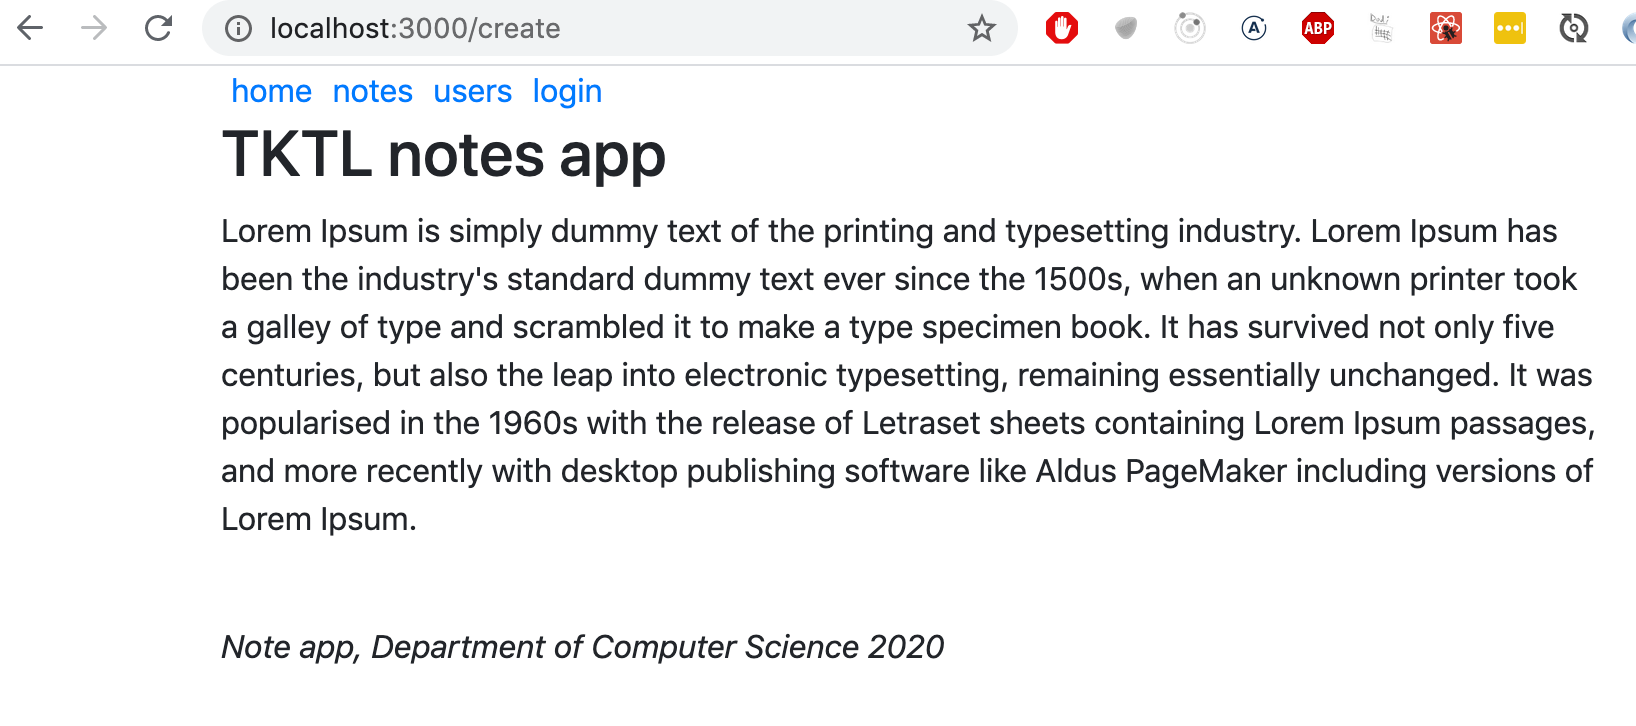 localhost:3000/create
A
ABP
home notes users login
TKTL notes app
Lorem Ipsum is simply dummy text of the printing and typesetting industry. Lorem Ipsum has
been the industry's standard dummy text ever since the 1500s, when an unknown printer took
a galley of type and scrambled it to make a type specimen book. It has survived not only five
centuries, but also the leap into electronic typesetting, remaining essentially unchanged. It was
popularised in the 1960s with the release of Letraset sheets containing Lorem Ipsum passages,
and more recently with desktop publishing software like Aldus PageMaker including versions of
Lorem Ipsum.
Note app, Department of Computer Science 2020